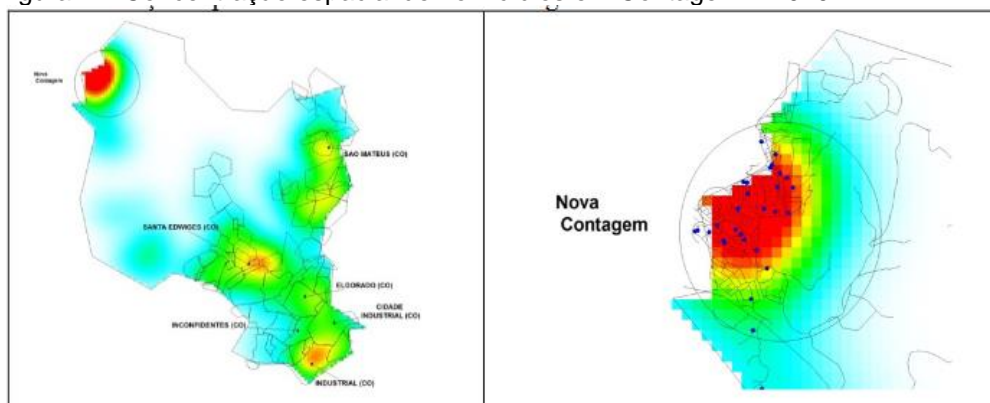 Nova
Contagem
SAO MATEUS (CO)
SANTA EDWIGES (CO)
ELDORADO (CO)
CIDADE
INDUSTRIAL (CO)
INCONFIDENTES (CO)
INDUSTRIAL (CO)
Nova
Contagem